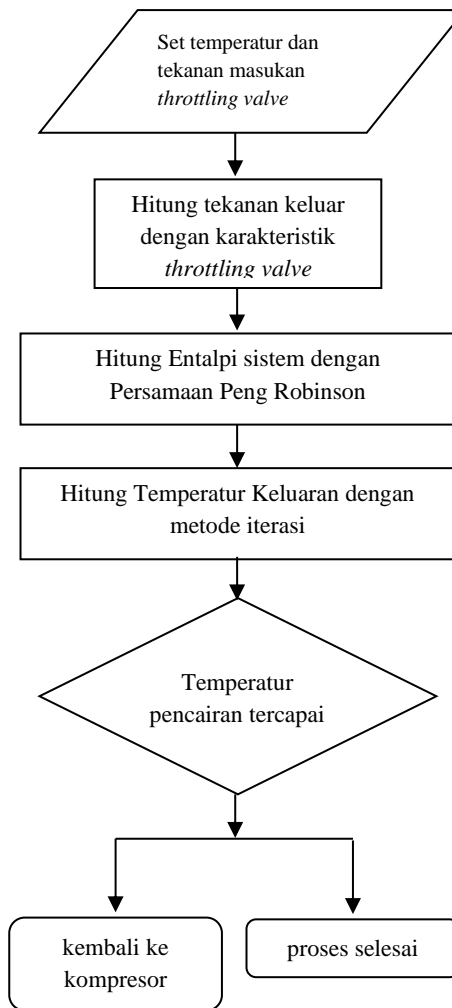 Set temperatur dan
tekanan masukan
throttling valve
Hitung tekanan keluar
dengan karakteristik
throttling valve
Hitung Entalpi sistem dengan
Persamaan Peng Robinson
Hitung Temperatur Keluaran dengan
metode iterasi
Temperatur
pencairan tercapai
kembali ke
kompresor
proses selesai